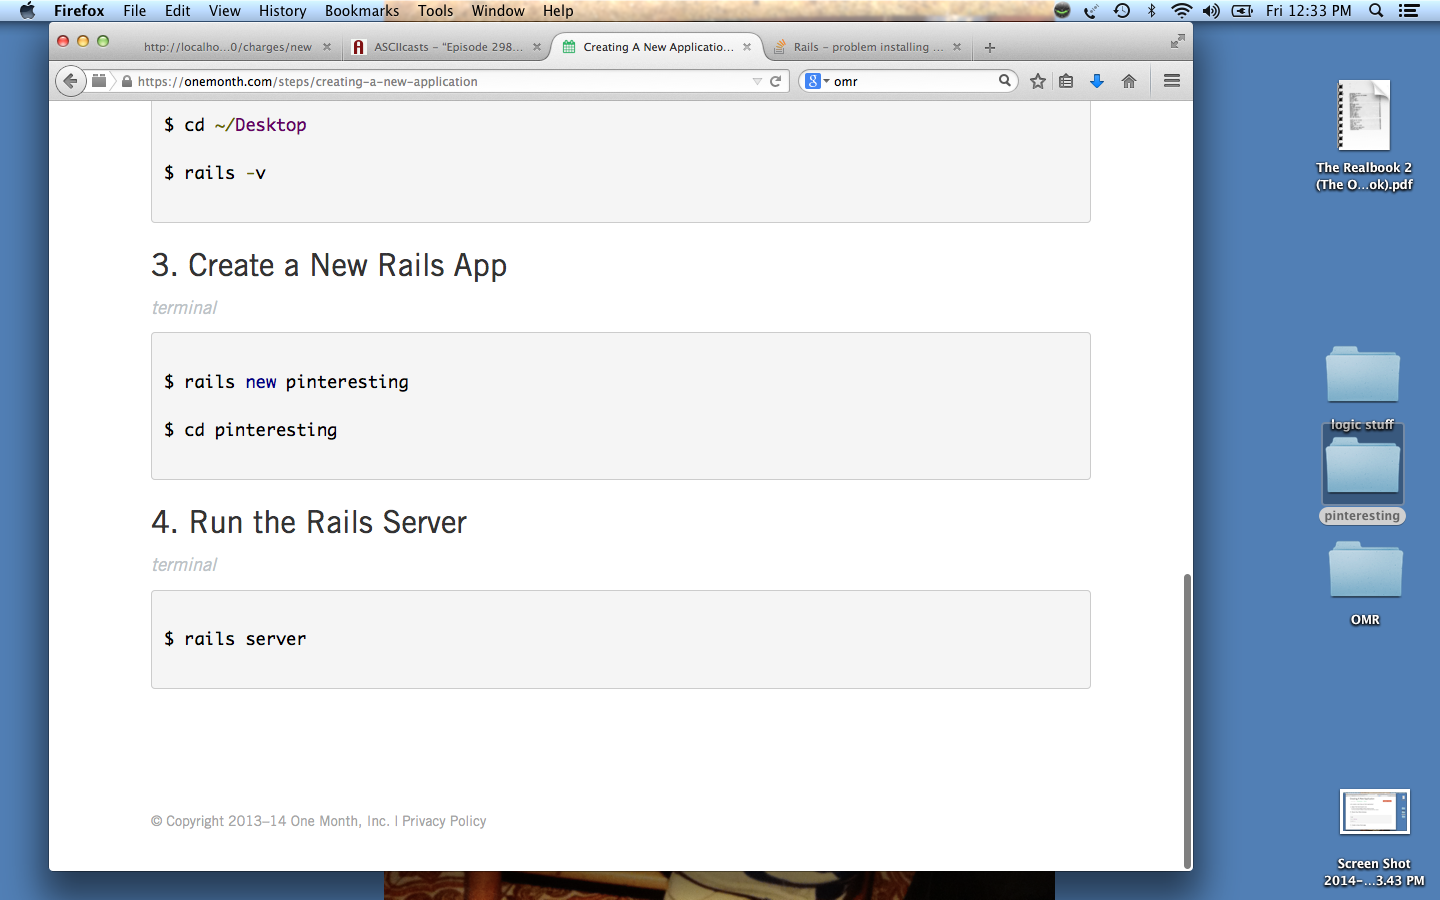 Firefox File Edit View History Bookmarks Tools Window Help Fri 12:33 PM
http://localho...0/charges/new
ASCIIcasts - "Episode 298...
Creating A New Applicatio...
Rails - problem installing ...
https://onemonth.com/steps/creating-a-new-application
omr
$ cd ~/Desktop
$ rails -v
3. Create a New Rails App
terminal
$ rails new pinteresting
$ cd pinteresting
4. Run the Rails Server
terminal
$ rails server
© Copyright 2013–14 One Month, Inc. | Privacy Policy
The Realbook 2
(The O...ok).pdf
logic stuff
pinteresting
OMR
Screen Shot
2014-...3.43 PM